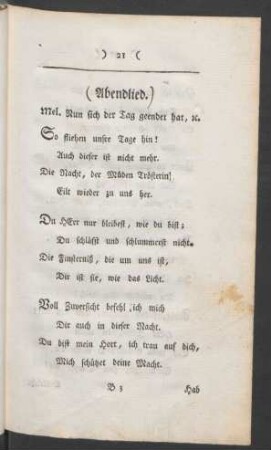 ) 21 (
(Abendlied.)
Mel. Nun sich der Tag geendet hat, ꝛc.
So fliehen unsre Tage hin!
Auch dieser ist nicht mehr.
Die Nacht, der Müden Trösterin!
Eilt wieder zu uns her.
Du HErr nur bleibest, wie du bist;
Du schläfst und schlummerst nicht.
Die Finsterniß, die um uns ist,
Dir ist sie, wie das Licht.
Voll Zuversicht befehl ich mich
Dir auch in dieser Nacht.
Du bist mein Herr, ich trau auf dich,
Mich schützet deine Macht.
B 3
Hab